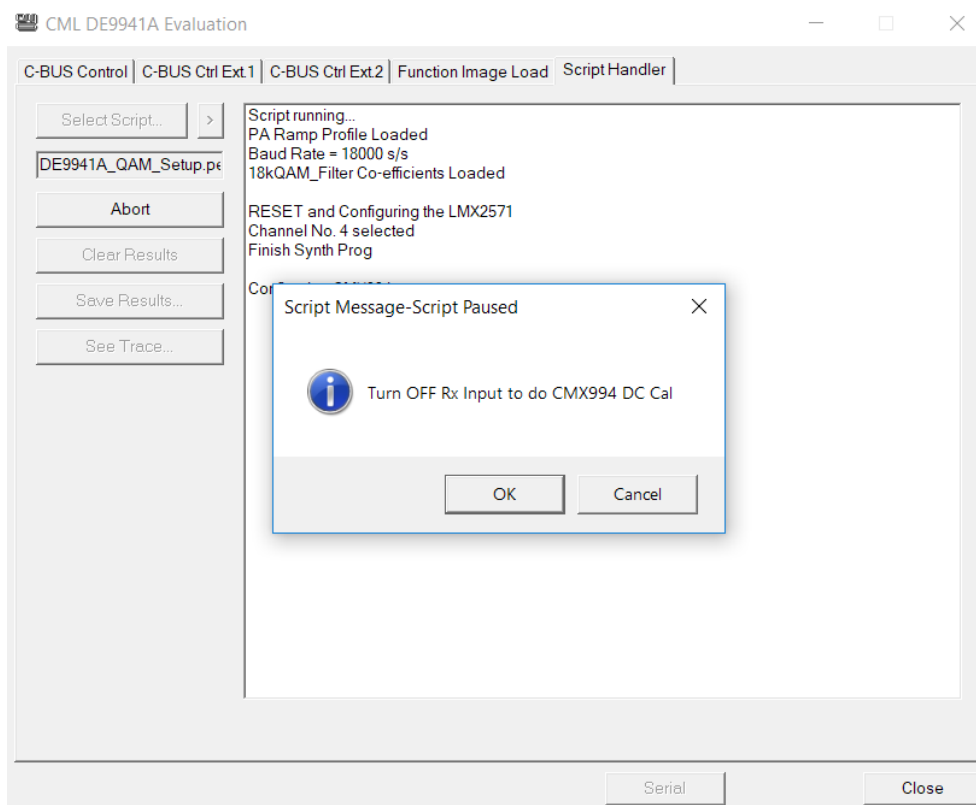 CML DE9941A Evaluation
C-BUS Control C-BUS Ctrl Ext.1 C-BUS Ctrl Ext.2 Function Image Load Script Handler
Select Script... >
DE9941A_QAM_Setup.pe
Abort
Clear Results
Save Results...
See Trace...
Script running...
PA Ramp Profile Loaded
Baud Rate = 18000 s/s
18kQAM_Filter Co-efficients Loaded
RESET and Configuring the LMX2571
Channel No. 4 selected
Finish Synth Prog
Script Message-Script Paused
Turn OFF Rx Input to do CMX994 DC Cal
OK Cancel
Serial Close